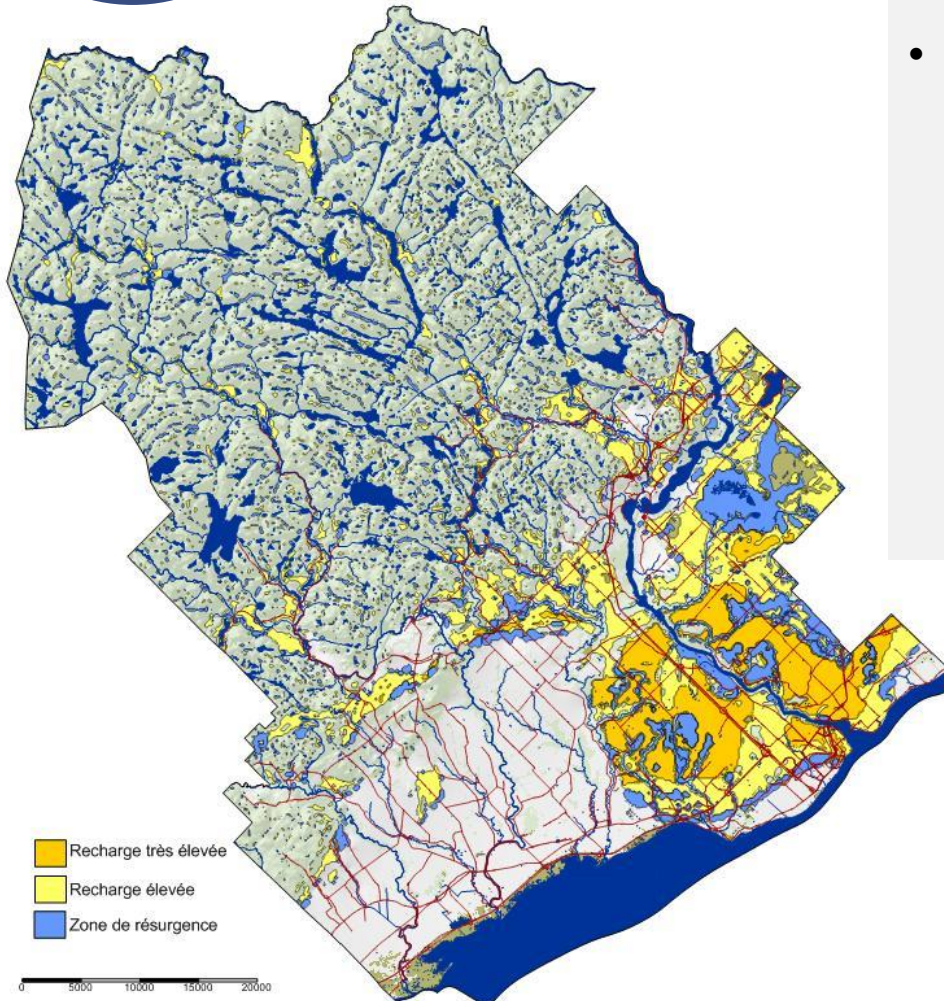 •
Recharge très élevée
Recharge élevée
Zone de résurgence
0 5000 10000 15000 20000